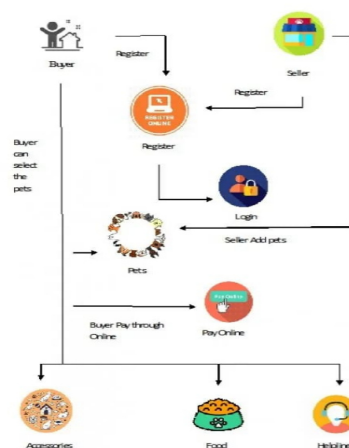 Buyer
Register
Seller
Register
REGISTER
ONLINE
Register
Buyer
can
select
the
pets
Login
Seller Add pets
Pets
Pay Online
Buyer Pay through
Online
Pay Online
Accessories
Food
Helpline